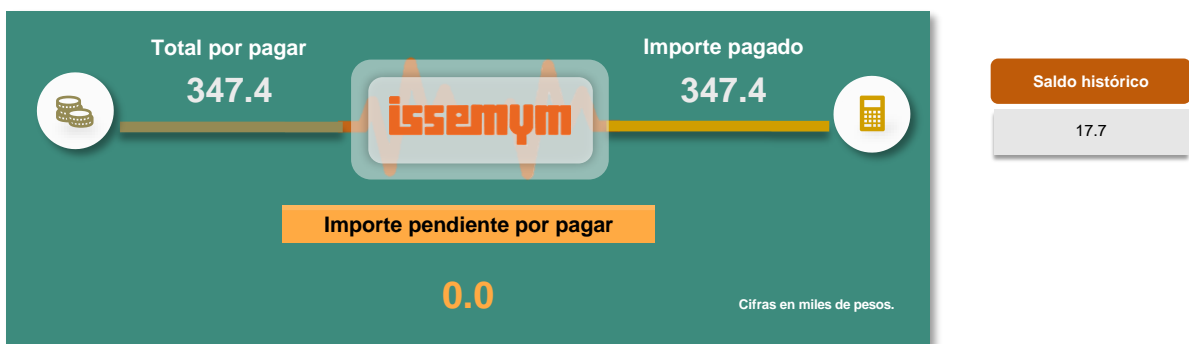 Total por pagar
347.4
issemym
Importe pagado
347.4
Importe pendiente por pagar
0.0
Cifras en miles de pesos.
Saldo histórico
17.7